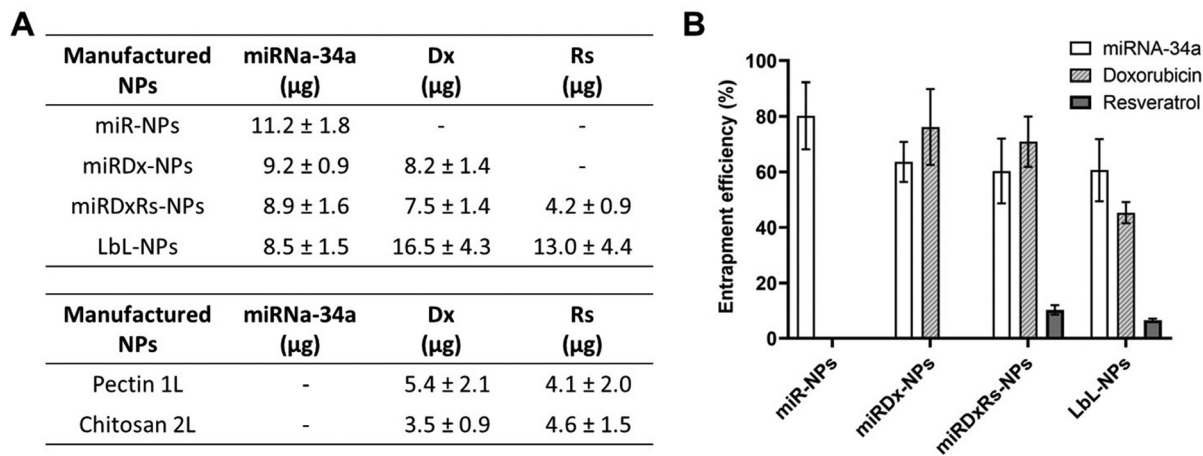 A
Manufactured NPs miRNa-34a (µg) Dx (µg) Rs (µg)
miR-NPs 11.2 ± 1.8 - -
miRDx-NPs 9.2 ± 0.9 8.2 ± 1.4 -
miRDxRs-NPs 8.9 ± 1.6 7.5 ± 1.4 4.2 ± 0.9
LbL-NPs 8.5 ± 1.5 16.5 ± 4.3 13.0 ± 4.4
Manufactured NPs miRNa-34a (µg) Dx (µg) Rs (µg)
Pectin 1L - 5.4 ± 2.1 4.1 ± 2.0
Chitosan 2L - 3.5 ± 0.9 4.6 ± 1.5
B
miRNA-34a
Doxorubicin
Resveratrol
Entrapment efficiency (%)
100
80
60
40
20
0
miR-NPs
miRDx-NPs
miRDxRs-NPs
LbL-NPs